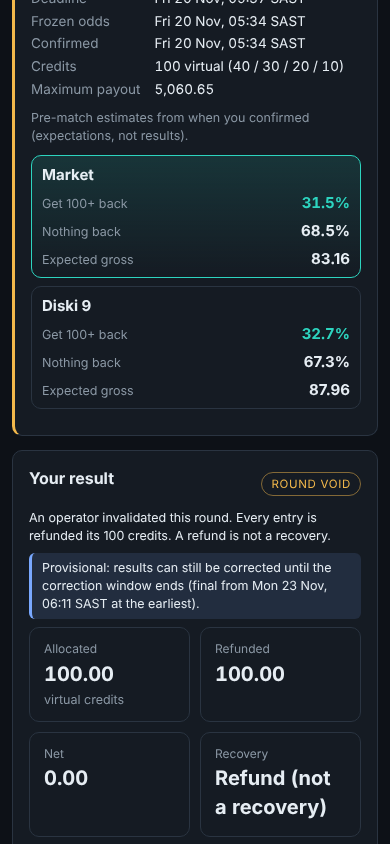 Frozen odds Fri 20 Nov, 05:34 SAST
Confirmed Fri 20 Nov, 05:34 SAST
Credits 100 virtual (40 / 30 / 20 / 10)
Maximum payout 5,060.65
Pre-match estimates from when you confirmed
(expectations, not results).
Market
Get 100+ back 31.5%
Nothing back 68.5%
Expected gross 83.16
Diski 9
Get 100+ back 32.7%
Nothing back 67.3%
Expected gross 87.96
Your result
ROUND VOID
An operator invalidated this round. Every entry is
refunded its 100 credits. A refund is not a recovery.
Provisional: results can still be corrected until the
correction window ends (final from Mon 23 Nov,
06:11 SAST at the earliest).
Allocated
100.00
virtual credits
Refunded
100.00
Net
0.00
Recovery
Refund (not
a recovery)